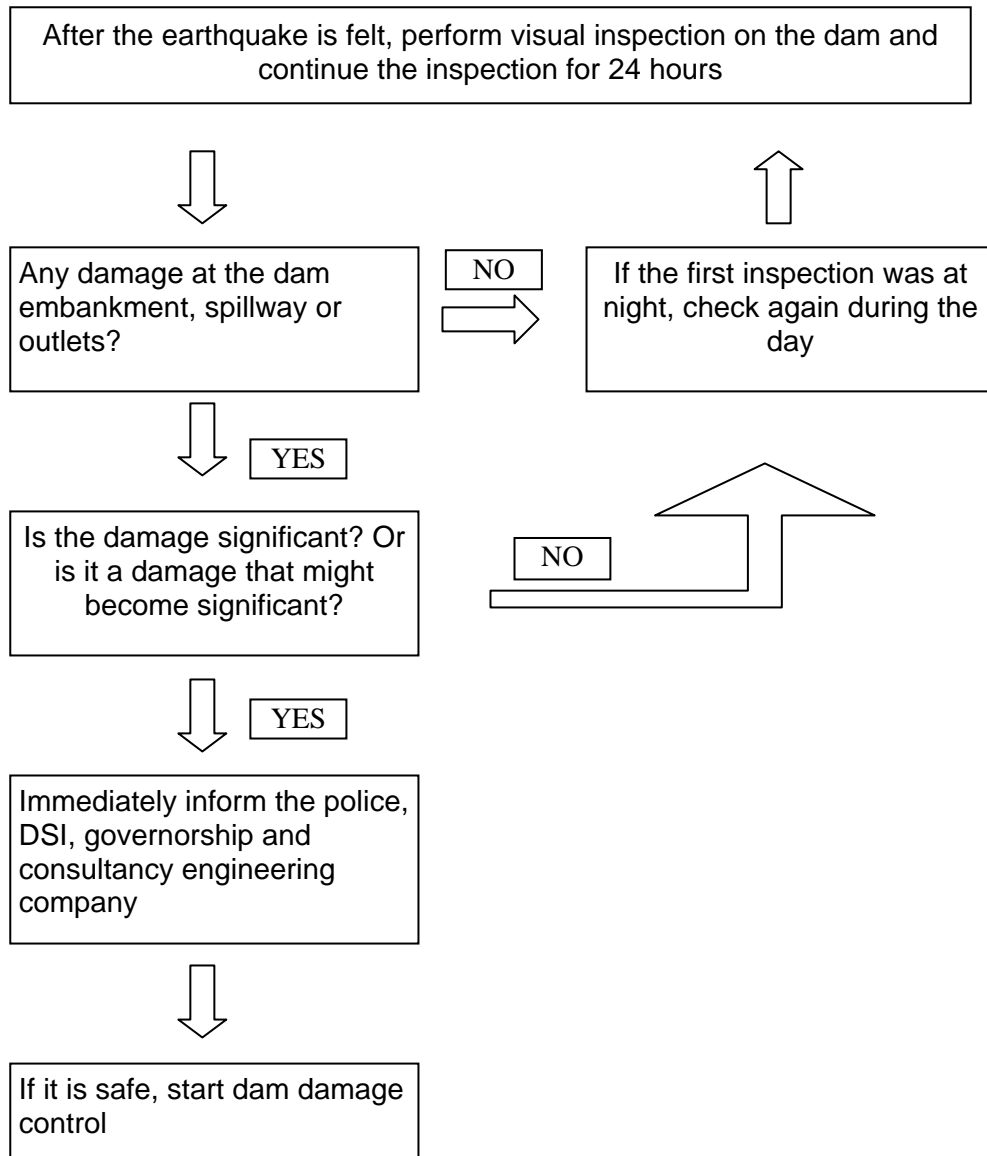 After the earthquake is felt, perform visual inspection on the dam and
continue the inspection for 24 hours
Any damage at the dam
embankment, spillway or
outlets?
NO
If the first inspection was at
night, check again during the
day
YES
Is the damage significant? Or
is it a damage that might
become significant?
NO
YES
Immediately inform the police,
DSI, governorship and
consultancy engineering
company
If it is safe, start dam damage
control